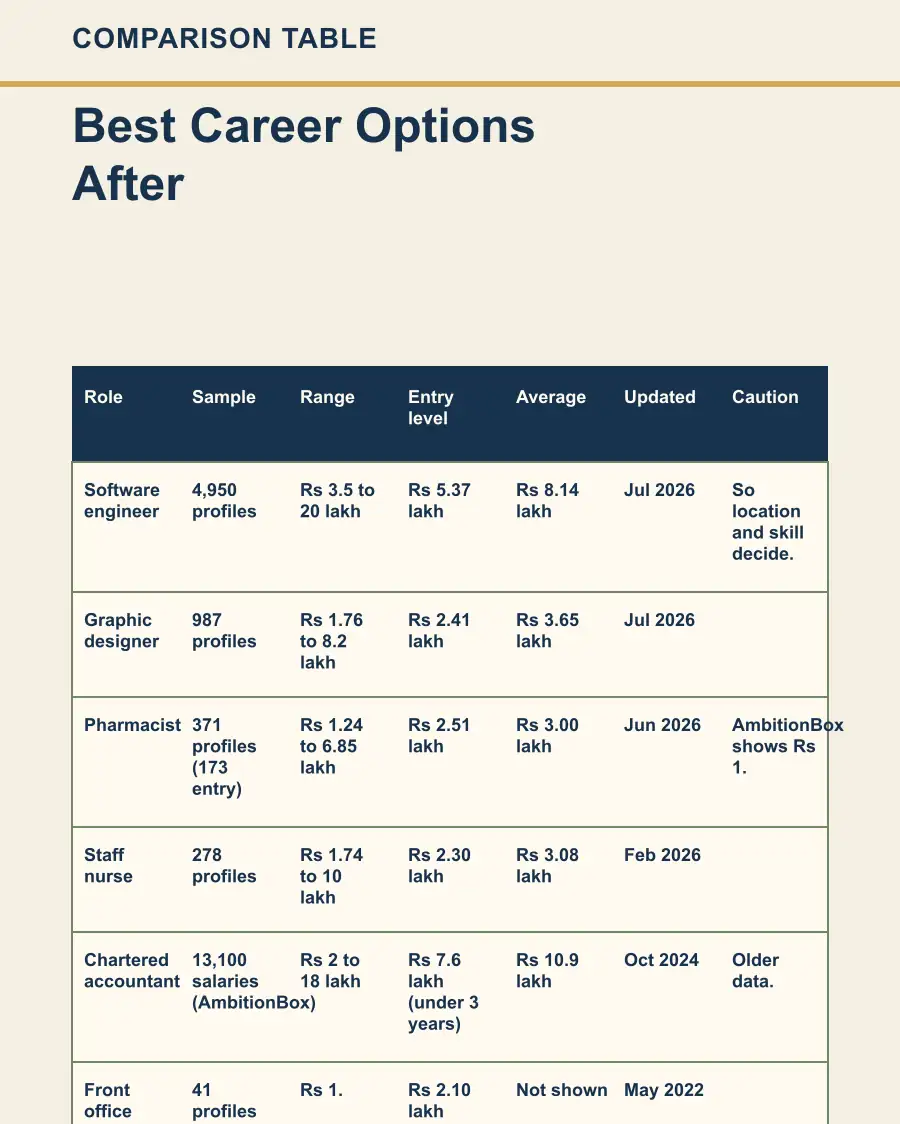 COMPARISON TABLE
Best Career Options
After
Role Sample Range Entry level Average Updated Caution
Software engineer 4,950 profiles Rs 3.5 to 20 lakh Rs 5.37 lakh Rs 8.14 lakh Jul 2026 So location and skill decide.
Graphic designer 987 profiles Rs 1.76 to 8.2 lakh Rs 2.41 lakh Rs 3.65 lakh Jul 2026
Pharmacist 371 profiles (173 entry) Rs 1.24 to 6.85 lakh Rs 2.51 lakh Rs 3.00 lakh Jun 2026 AmbitionBox shows Rs 1.
Staff nurse 278 profiles Rs 1.74 to 10 lakh Rs 2.30 lakh Rs 3.08 lakh Feb 2026
Chartered accountant 13,100 salaries (AmbitionBox) Rs 2 to 18 lakh Rs 7.6 lakh (under 3 years) Rs 10.9 lakh Oct 2024 Older data.
Front office 41 profiles Rs 1. Rs 2.10 lakh Not shown May 2022